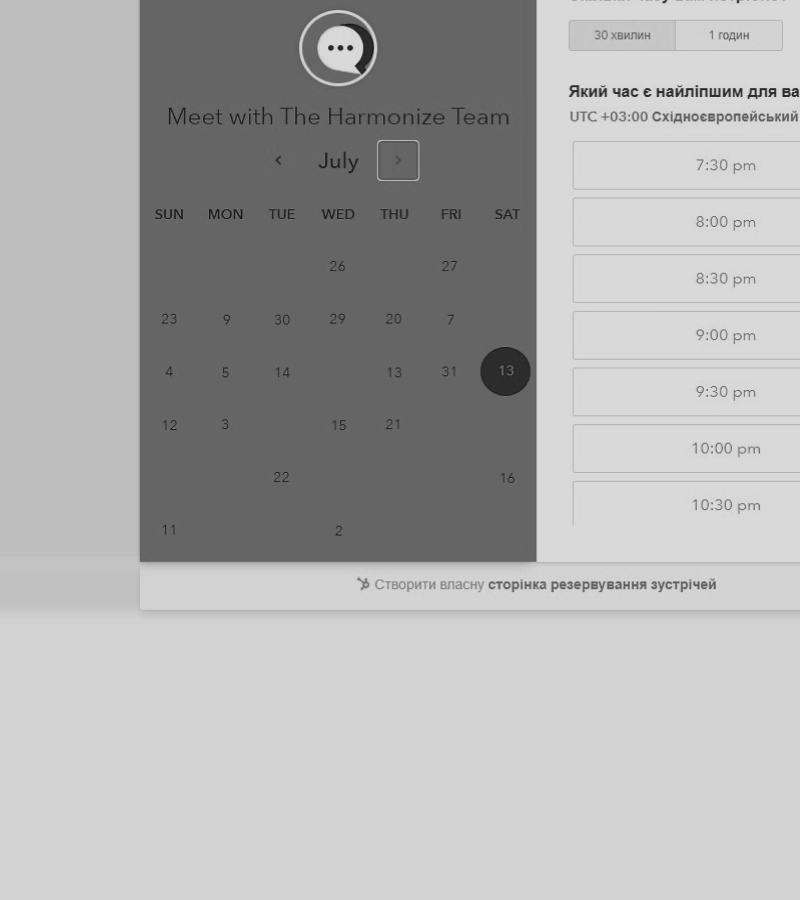 30 хвилин 1 годин
Який час є найліпшим для ва
UTC +03:00 Східноєвропейський
Meet with The Harmonize Team
July
SUN MON TUE WED THU FRI SAT
26 27
23 9 30 29 20 7
4 5 14 13 31 13
12 3 15 21
22 16
11 2
7:30 pm
8:00 pm
8:30 pm
9:00 pm
9:30 pm
10:00 pm
10:30 pm
Створити власну сторінка резервування зустрічей